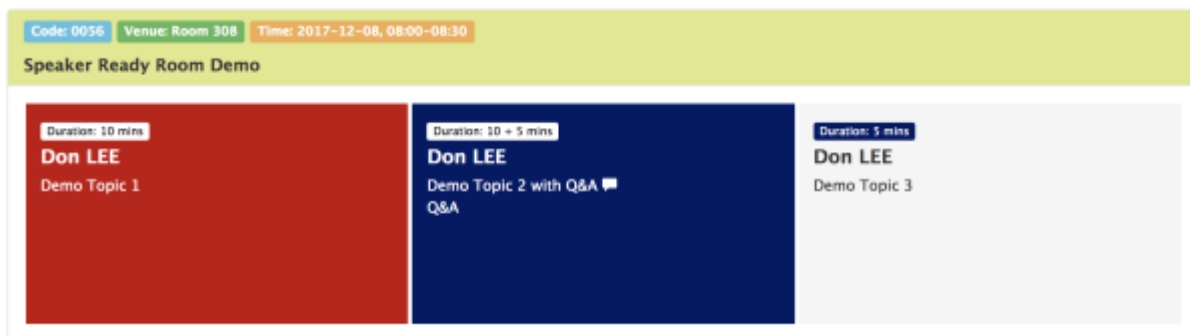 Code: 0056 Venue: Room 308 Time: 2017-12-08, 08:00-08:30
Speaker Ready Room Demo
Duration: 10 mins
Don LEE
Demo Topic 1
Duration: 10 + 5 mins
Don LEE
Demo Topic 2 with Q&A
Q&A
Duration: 5 mins
Don LEE
Demo Topic 3